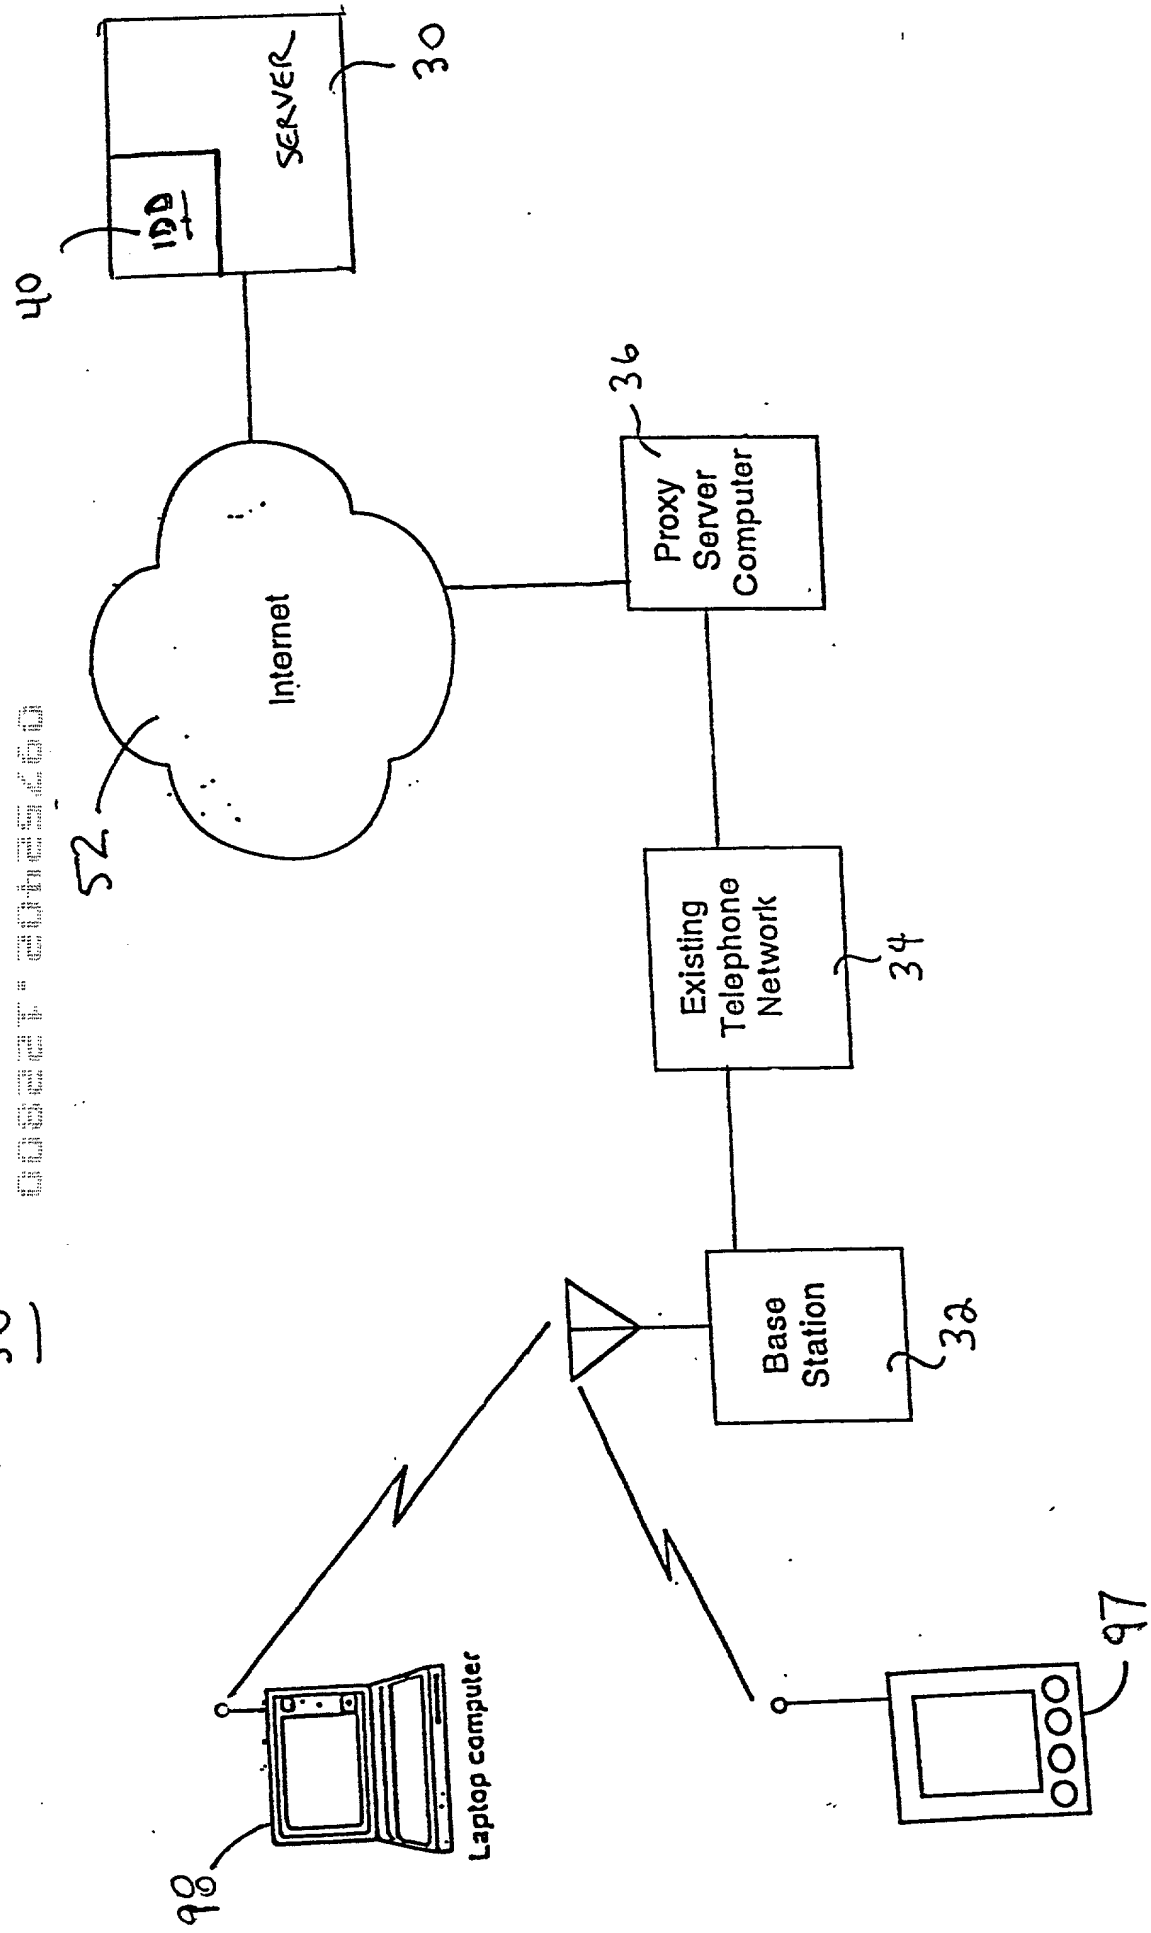 40
52
98
IDD
SERVER
30
Internet
Laptop computer
36
Proxy
Server
Computer
Existing
Telephone
Network
34
Base
Station
32
97